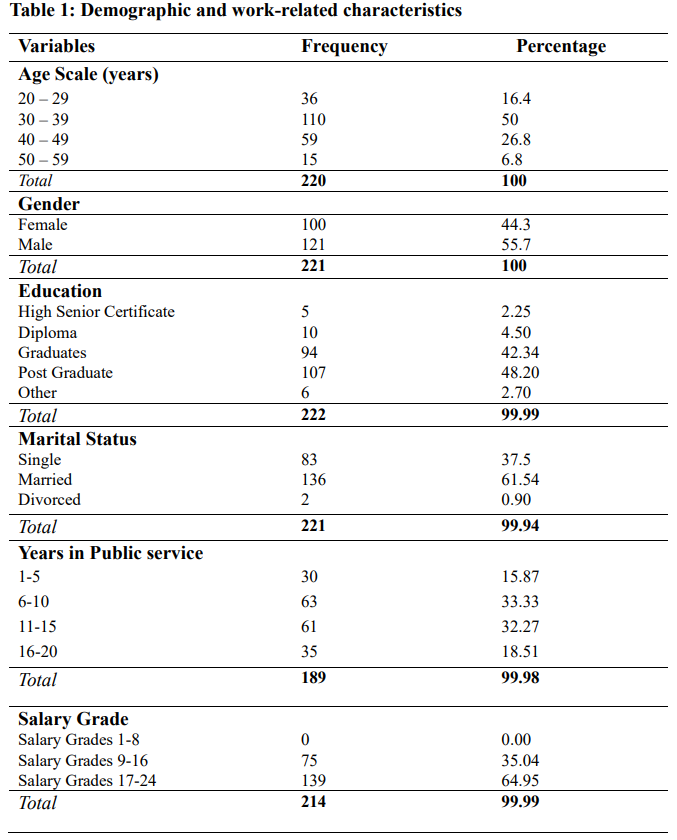 Table 1: Demographic and work-related characteristics
Variables Frequency Percentage
Age Scale (years)
20 – 29 36 16.4
30 – 39 110 50
40 – 49 59 26.8
50 – 59 15 6.8
Total 220 100
Gender
Female 100 44.3
Male 121 55.7
Total 221 100
Education
High Senior Certificate 5 2.25
Diploma 10 4.50
Graduates 94 42.34
Post Graduate 107 48.20
Other 6 2.70
Total 222 99.99
Marital Status
Single 83 37.5
Married 136 61.54
Divorced 2 0.90
Total 221 99.94
Years in Public service
1-5 30 15.87
6-10 63 33.33
11-15 61 32.27
16-20 35 18.51
Total 189 99.98
Salary Grade
Salary Grades 1-8 0 0.00
Salary Grades 9-16 75 35.04
Salary Grades 17-24 139 64.95
Total 214 99.99